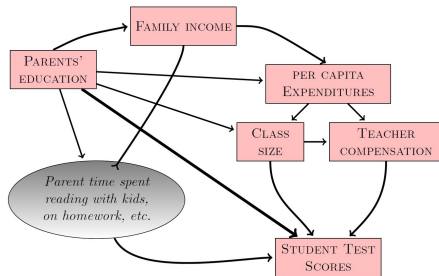 FAMILY INCOME
PARENTS'
EDUCATION
PER CAPITA
EXPENDITURES
CLASS
SIZE
TEACHER
COMPENSATION
Parent time spent
reading with kids,
on homework, etc.
STUDENT TEST
SCORES